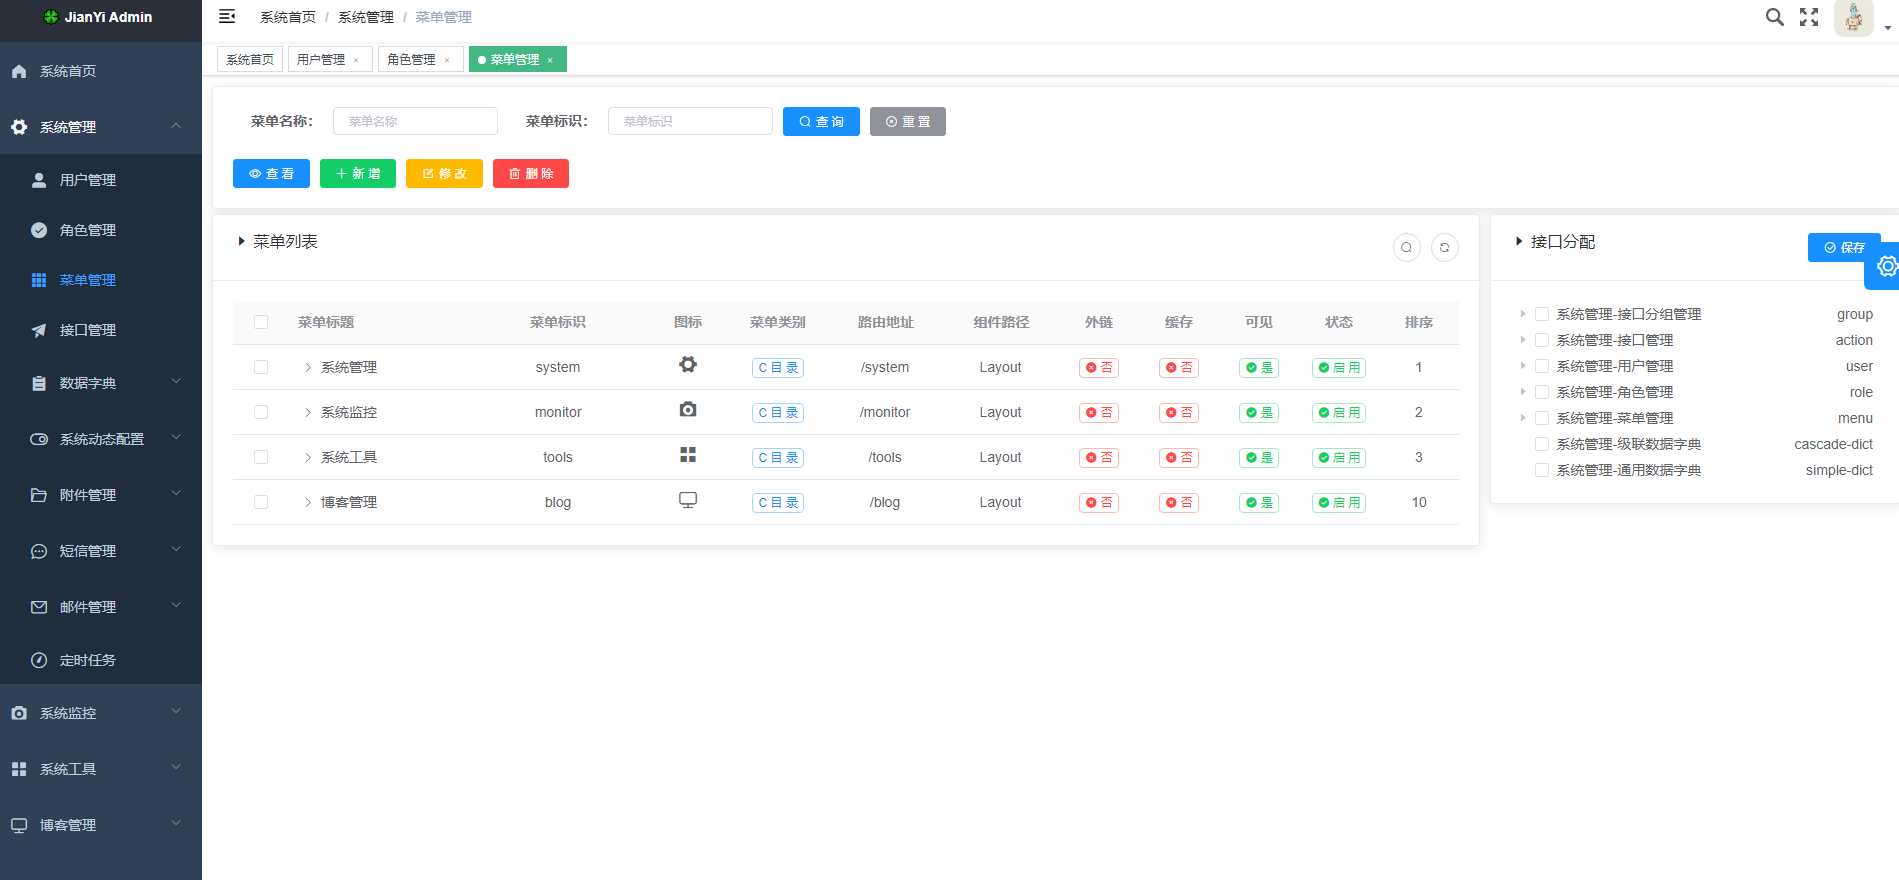 JianYi Admin
系统首页
系统管理
用户管理
角色管理
菜单管理
接口管理
数据字典
系统动态配置
附件管理
短信管理
邮件管理
定时任务
系统监控
系统工具
博客管理
系统首页 / 系统管理 / 菜单管理
系统首页 用户管理 × 角色管理 × 菜单管理 ×
菜单名称： 菜单名称 菜单标识： 菜单标识 查 询 重 置
查 看 新 增 修 改 删 除
菜单列表
菜单标题 菜单标识 图标 菜单类别 路由地址 组件路径 外链 缓存 可见 状态 排序
系统管理 system C 目 录 /system Layout 否 否 是 启 用 1
系统监控 monitor C 目 录 /monitor Layout 否 否 是 启 用 2
系统工具 tools C 目 录 /tools Layout 否 否 是 启 用 3
博客管理 blog C 目 录 /blog Layout 否 否 是 启 用 10
接口分配 保存
系统管理-接口分组管理 group
系统管理-接口管理 action
系统管理-用户管理 user
系统管理-角色管理 role
系统管理-菜单管理 menu
系统管理-级联数据字典 cascade-dict
系统管理-通用数据字典 simple-dict